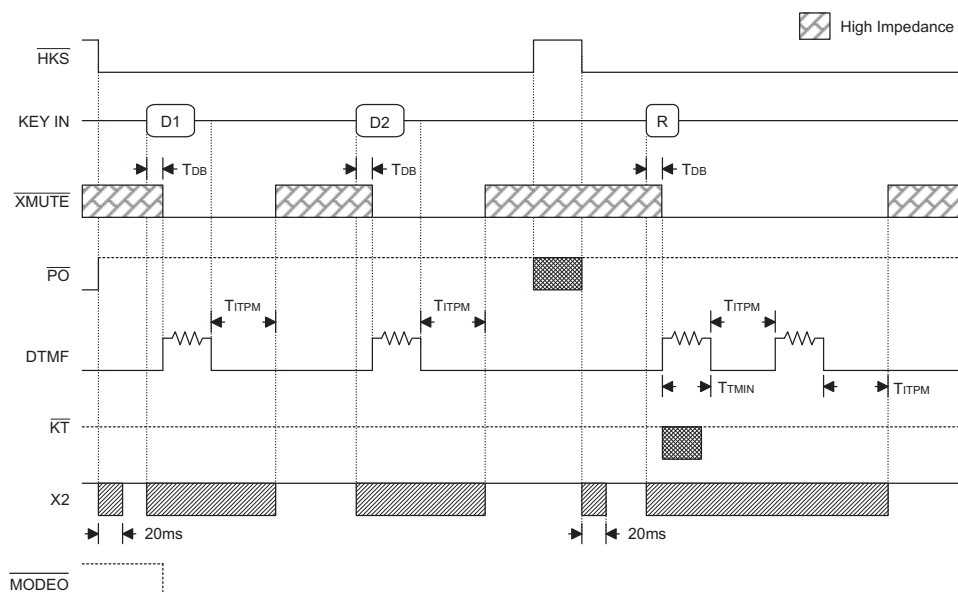 High Impedance
HKS
KEY IN D1 D2 R
TDB TDB TDB
XMUTE
PO
TITPM TITPM TITPM
DTMF
TTMIN TITPM
KT
X2
20ms 20ms
MODEO